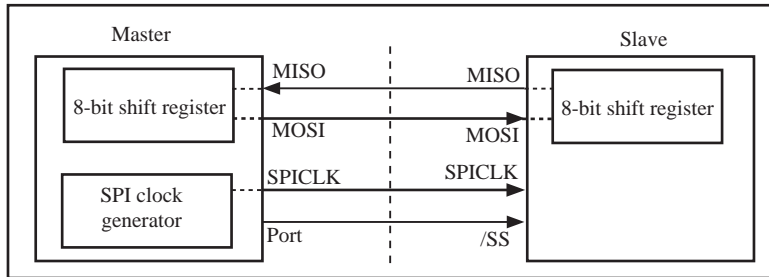 Master
Slave
MISO
MISO
8-bit shift register
8-bit shift register
MOSI
MOSI
SPICLK
SPICLK
SPI clock
generator
Port
/SS